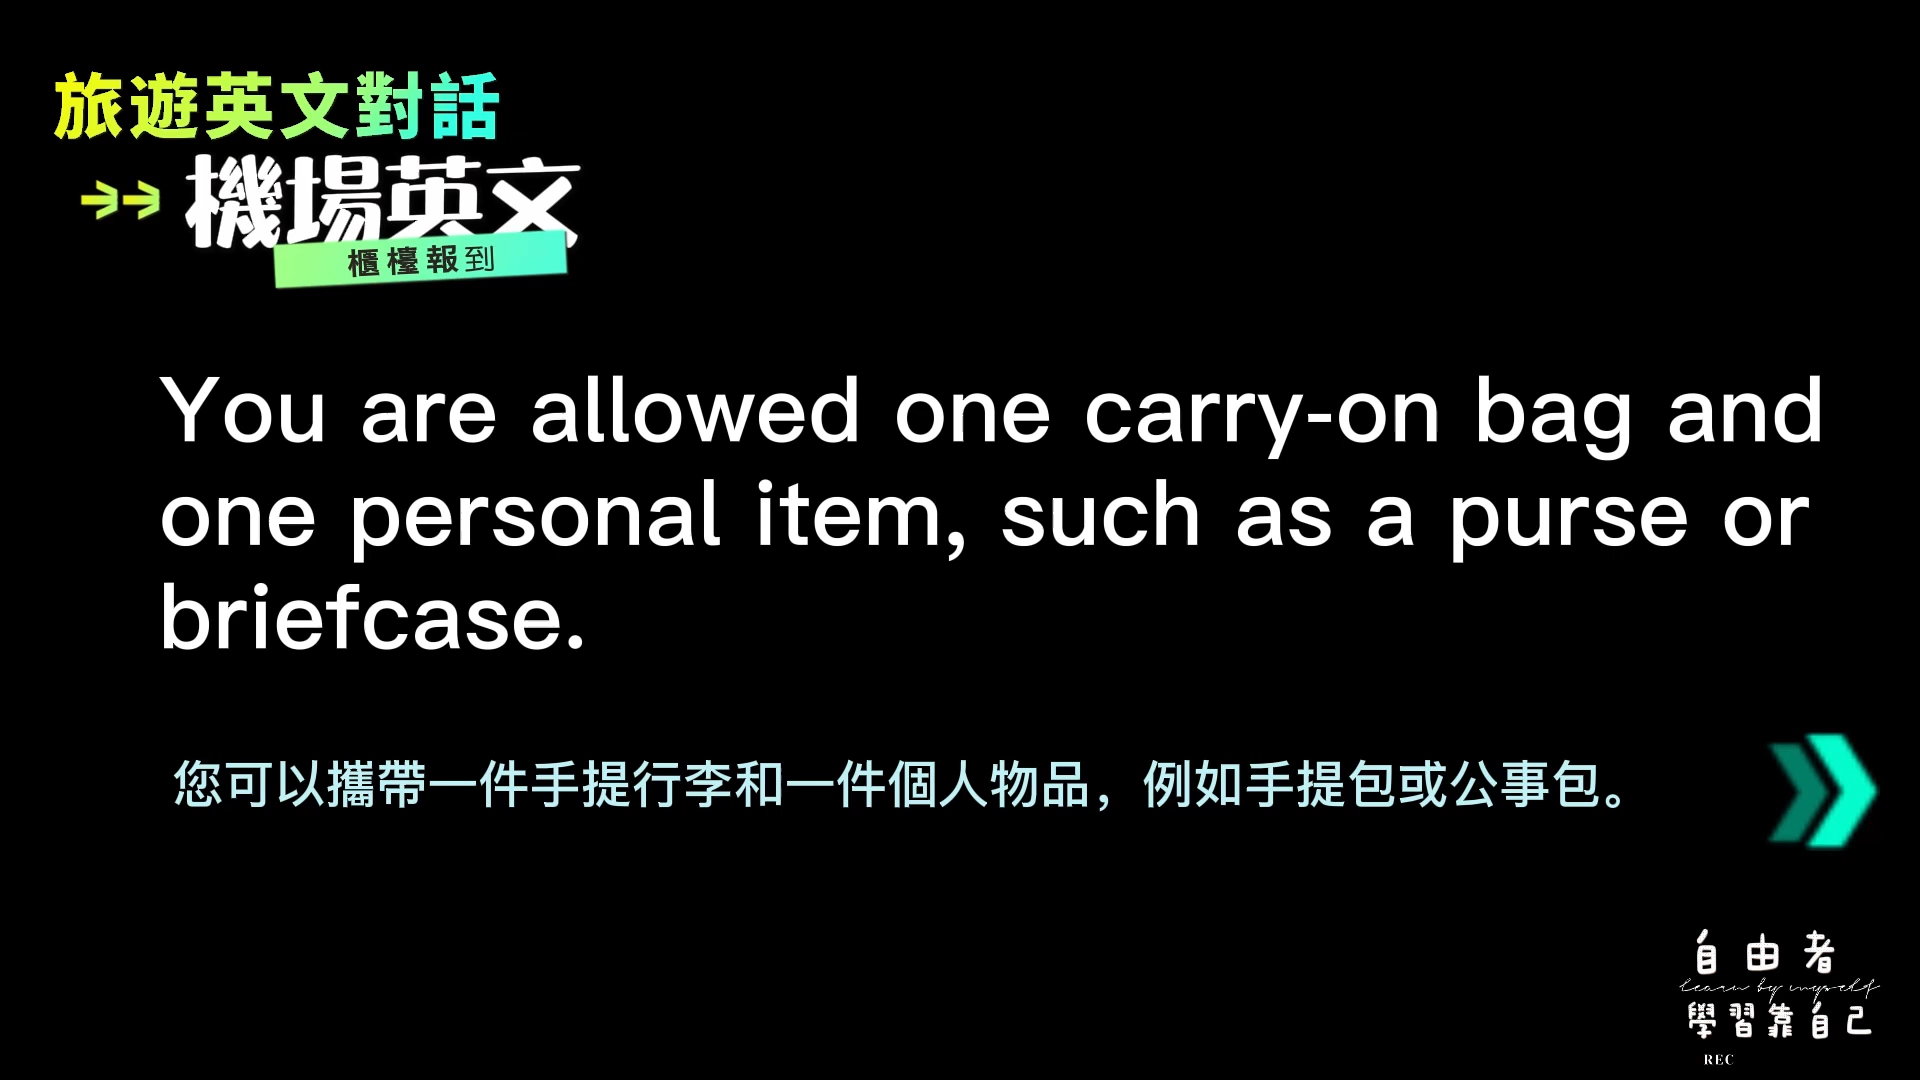 旅遊英文對話
機場英文
櫃檯報到
You are allowed one carry-on bag and
one personal item, such as a purse or
briefcase.
您可以攜帶一件手提行李和一件個人物品，例如手提包或公事包。
自由者
learn by myself
學習靠自己
REC